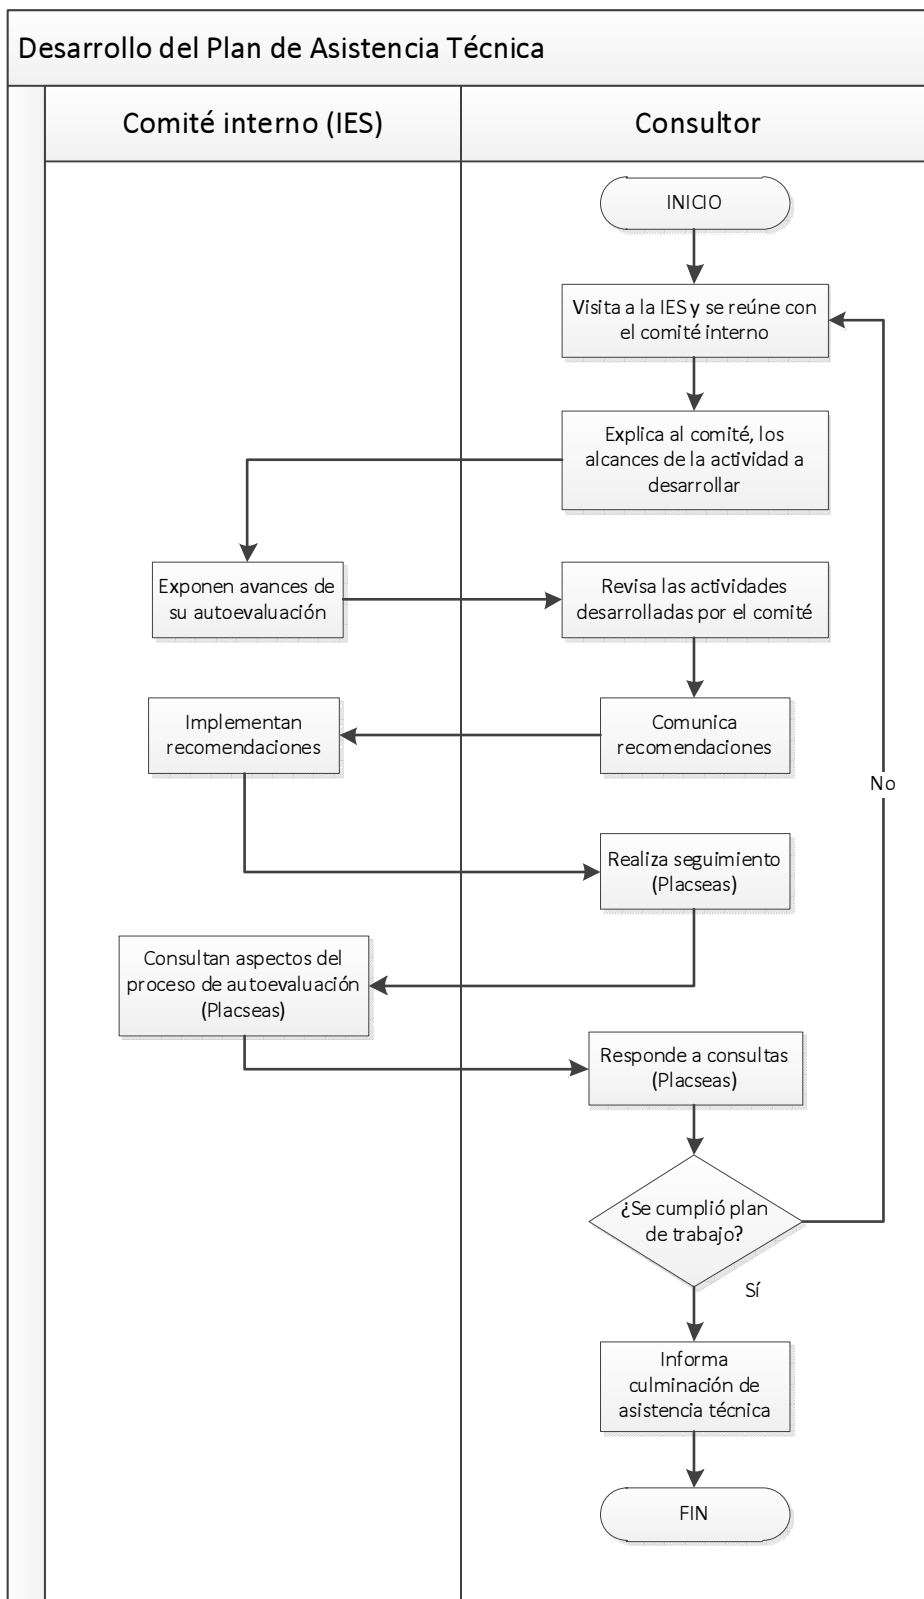 Desarrollo del Plan de Asistencia Técnica
Comité interno (IES)
Consultor
INICIO
Visita a la IES y se reúne con
el comité interno
Explica al comité, los
alcances de la actividad a
desarrollar
Exponen avances de
su autoevaluación
Revisa las actividades
desarrolladas por el comité
Implementan
recomendaciones
Comunica
recomendaciones
No
Realiza seguimiento
(Placseas)
Consultan aspectos del
proceso de autoevaluación
(Placseas)
Responde a consultas
(Placseas)
¿Se cumplió plan
de trabajo?
Sí
Informa
culminación de
asistencia técnica
FIN